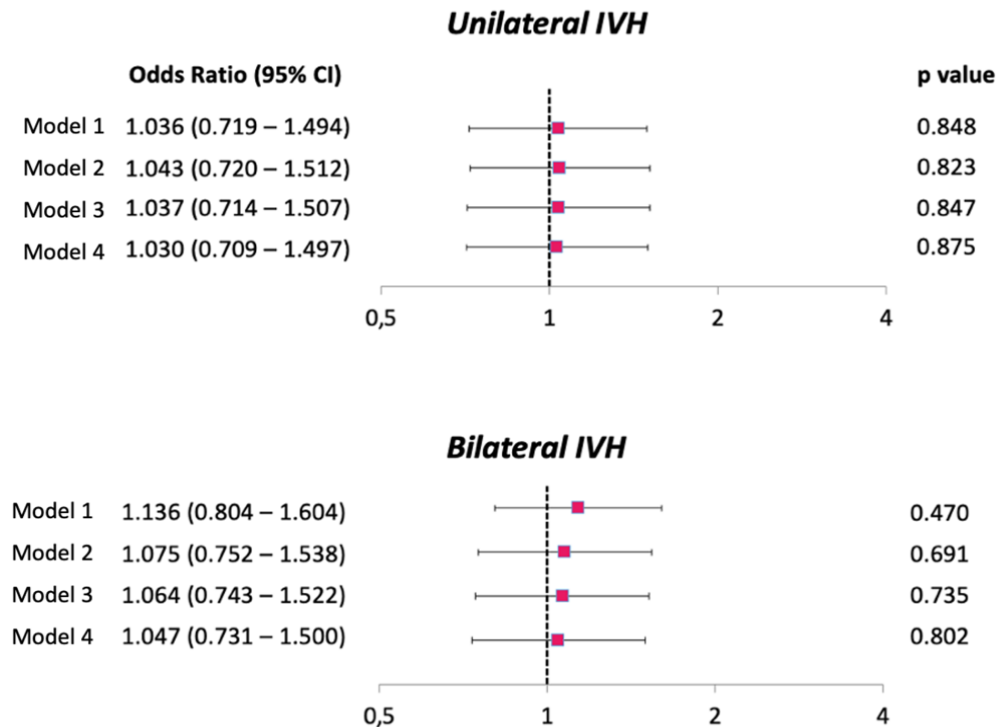 Unilateral IVH
Odds Ratio (95% CI) p value
Model 1 1.036 (0.719 – 1.494) 0.848
Model 2 1.043 (0.720 – 1.512) 0.823
Model 3 1.037 (0.714 – 1.507) 0.847
Model 4 1.030 (0.709 – 1.497) 0.875
0,5 1 2 4
Bilateral IVH
Model 1 1.136 (0.804 – 1.604) 0.470
Model 2 1.075 (0.752 – 1.538) 0.691
Model 3 1.064 (0.743 – 1.522) 0.735
Model 4 1.047 (0.731 – 1.500) 0.802
0,5 1 2 4